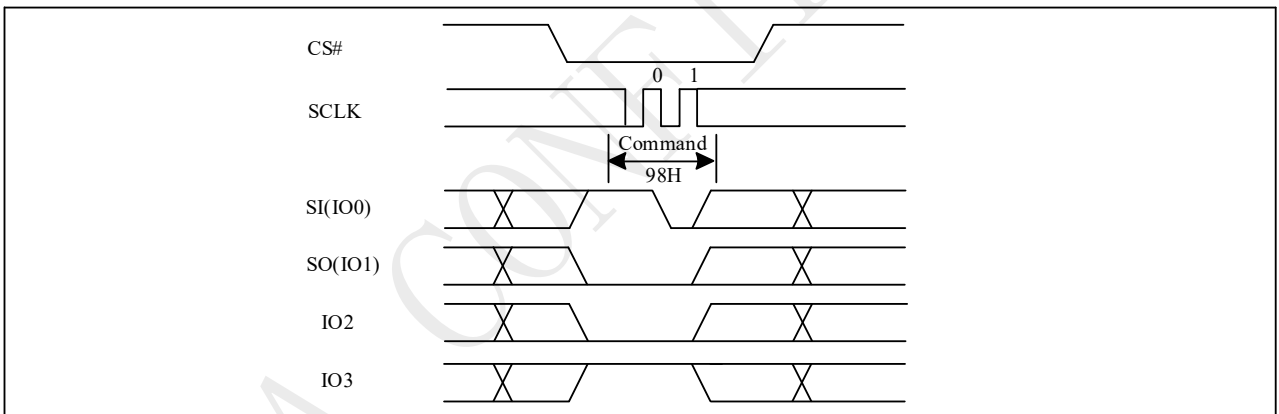 CS#
0 1
SCLK
Command
98H
SI(IO0)
SO(IO1)
IO2
IO3